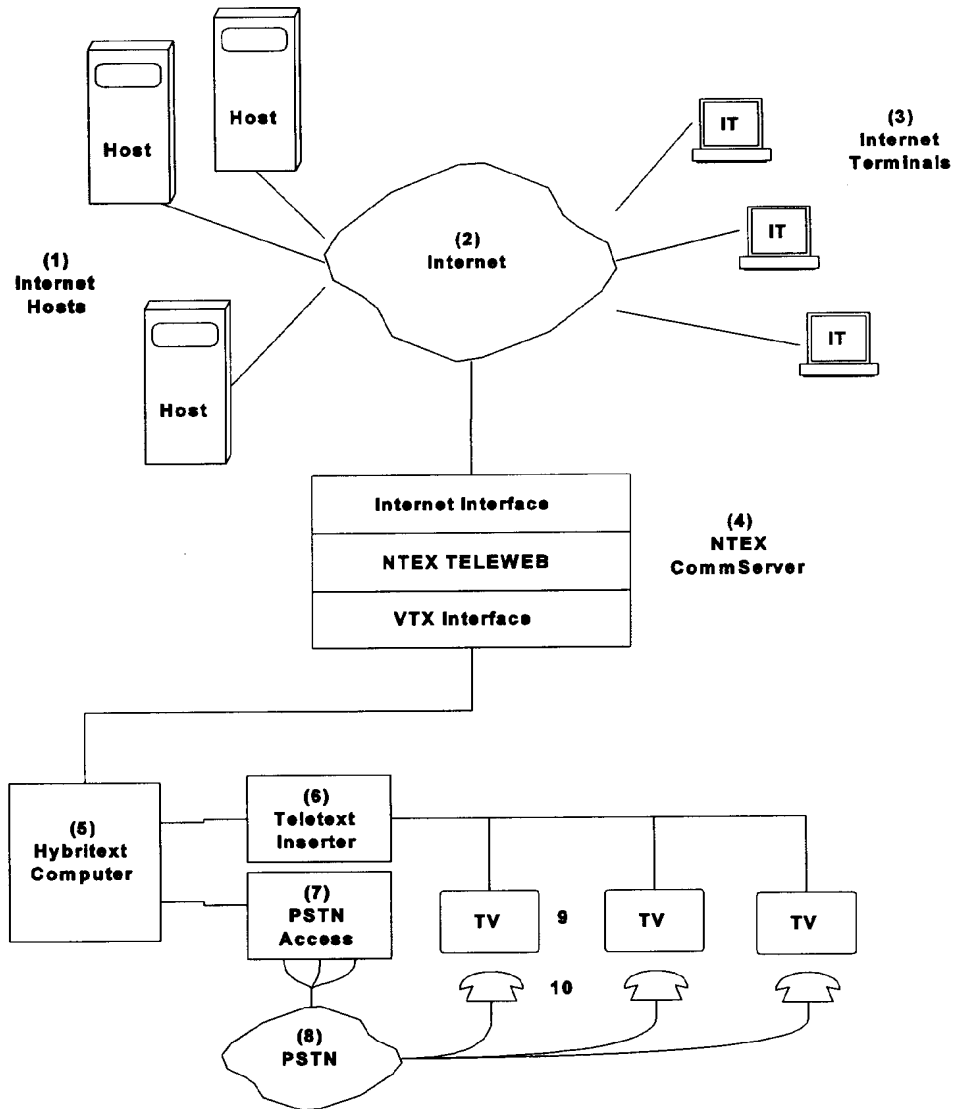 Host
Host
IT
(3)
Internet
Terminals
(2)
Internet
IT
(1)
Internet
Hosts
IT
Host
Internet Interface
NTEX TELEWEB
VTX Interface
(4)
NTEX
CommServer
(5)
Hybritext
Computer
(6)
Teletext
Inserter
(7)
PSTN
Access
TV
9
TV
TV
10
(8)
PSTN